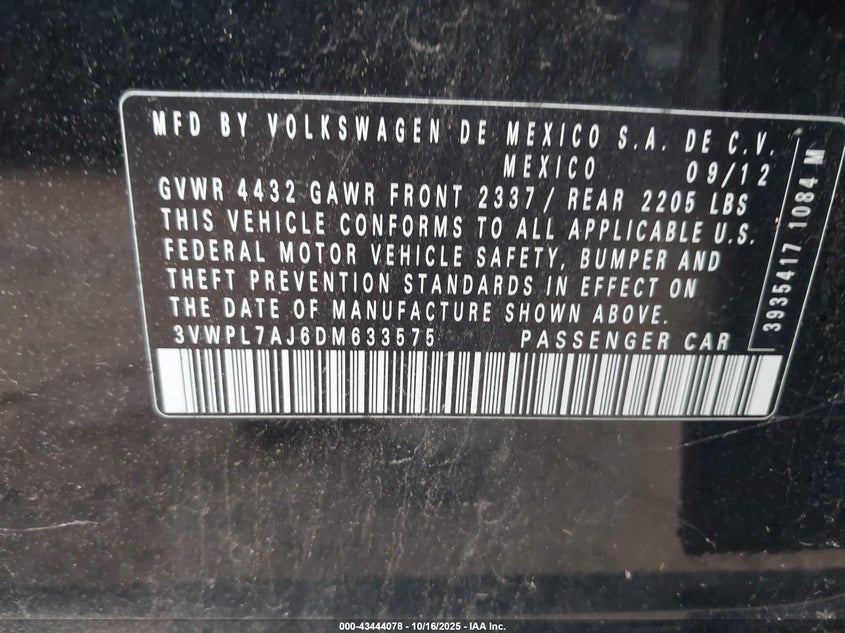 MFD BY VOLKSWAGEN DE MEXICO S.A. DE C.V.
MEXICO 09/12
GVWR 4432 GAWR FRONT 2337/ REAR 2205 LBS
THIS VEHICLE CONFORMS TO ALL APPLICABLE U.S.
FEDERAL MOTOR VEHICLE SAFETY, BUMPER AND
THEFT PREVENTION STANDARDS IN EFFECT ON
THE DATE OF MANUFACTURE SHOWN ABOVE.
3VWPL7AJ6DM633575 PASSENGER CAR
3935417 1084 M
000-43444078 - 10/16/2025 - IAA Inc.